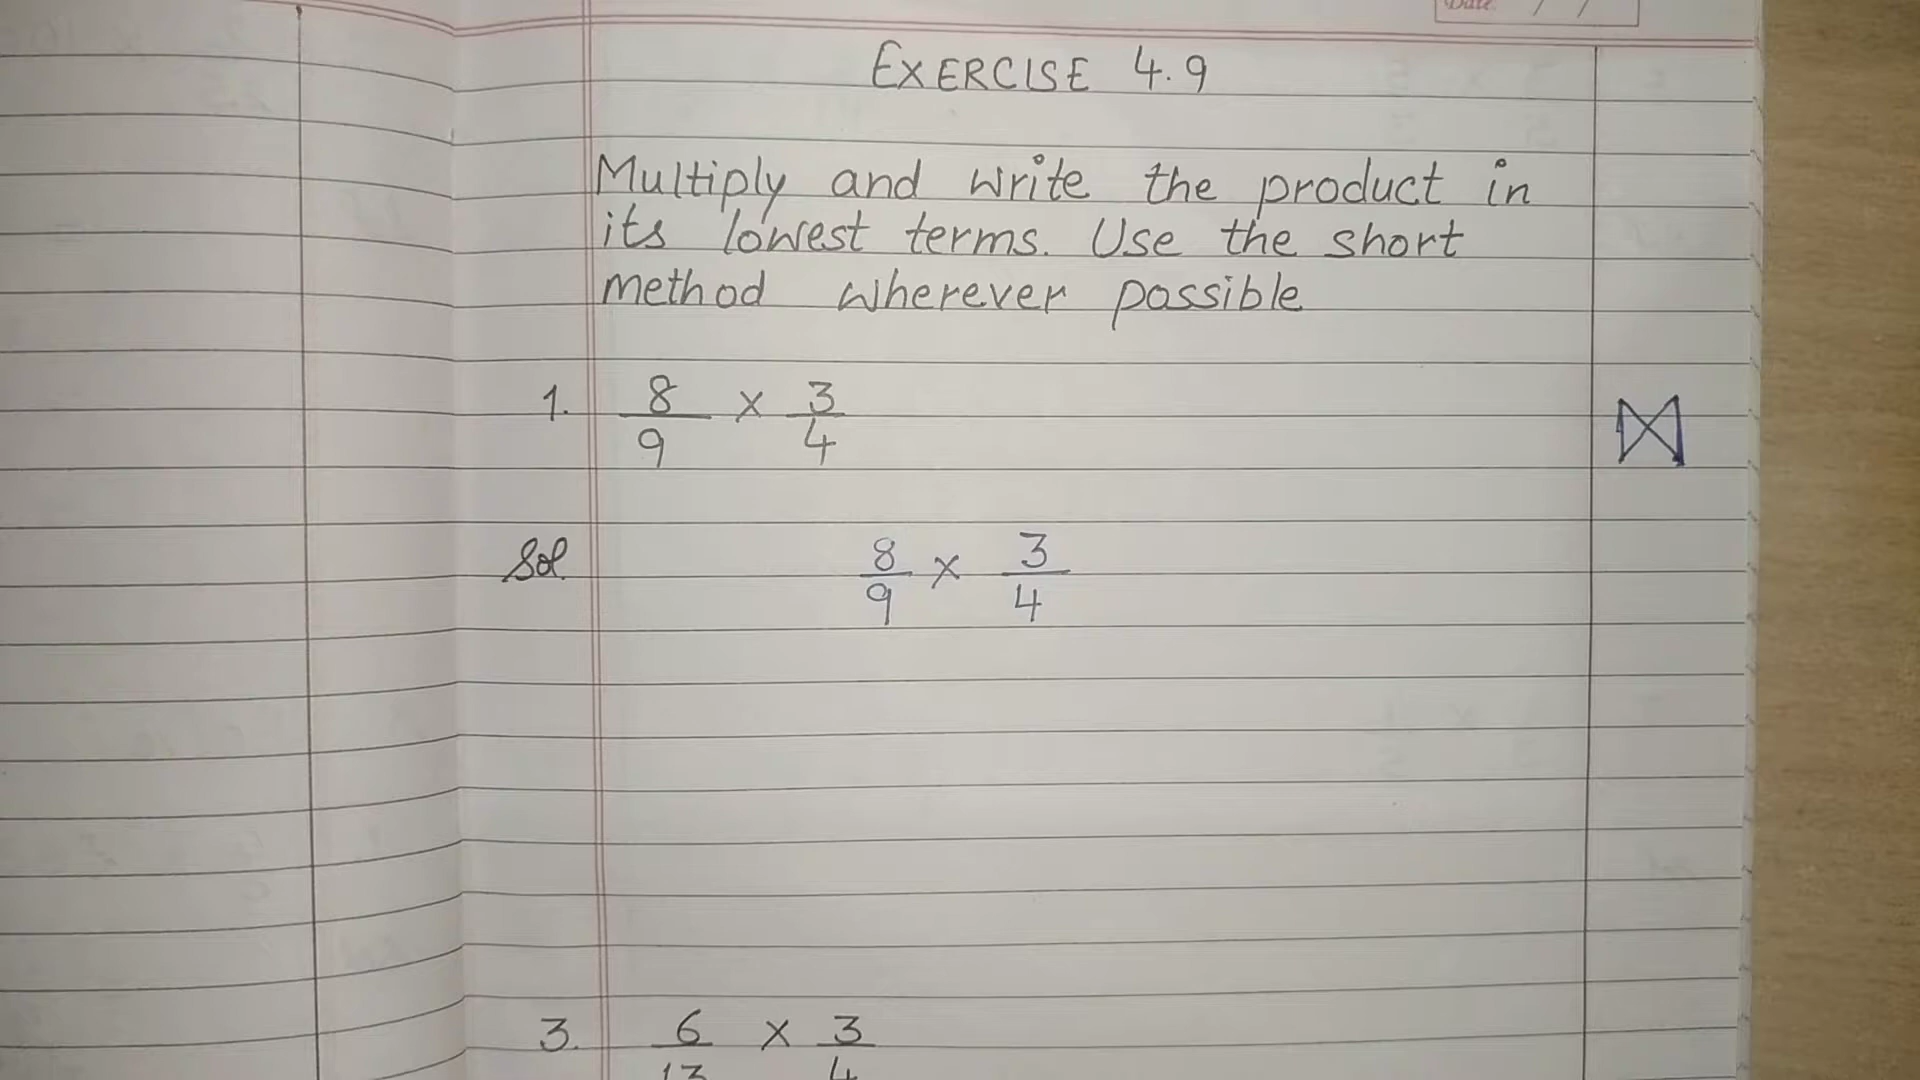 Date / /
EXERCISE 4.9
Multiply and write the product in
its lowest terms. Use the short
method wherever possible
1. 8/9 × 3/4
Sol. 8/9 × 3/4
3. 6/13 × 3/4